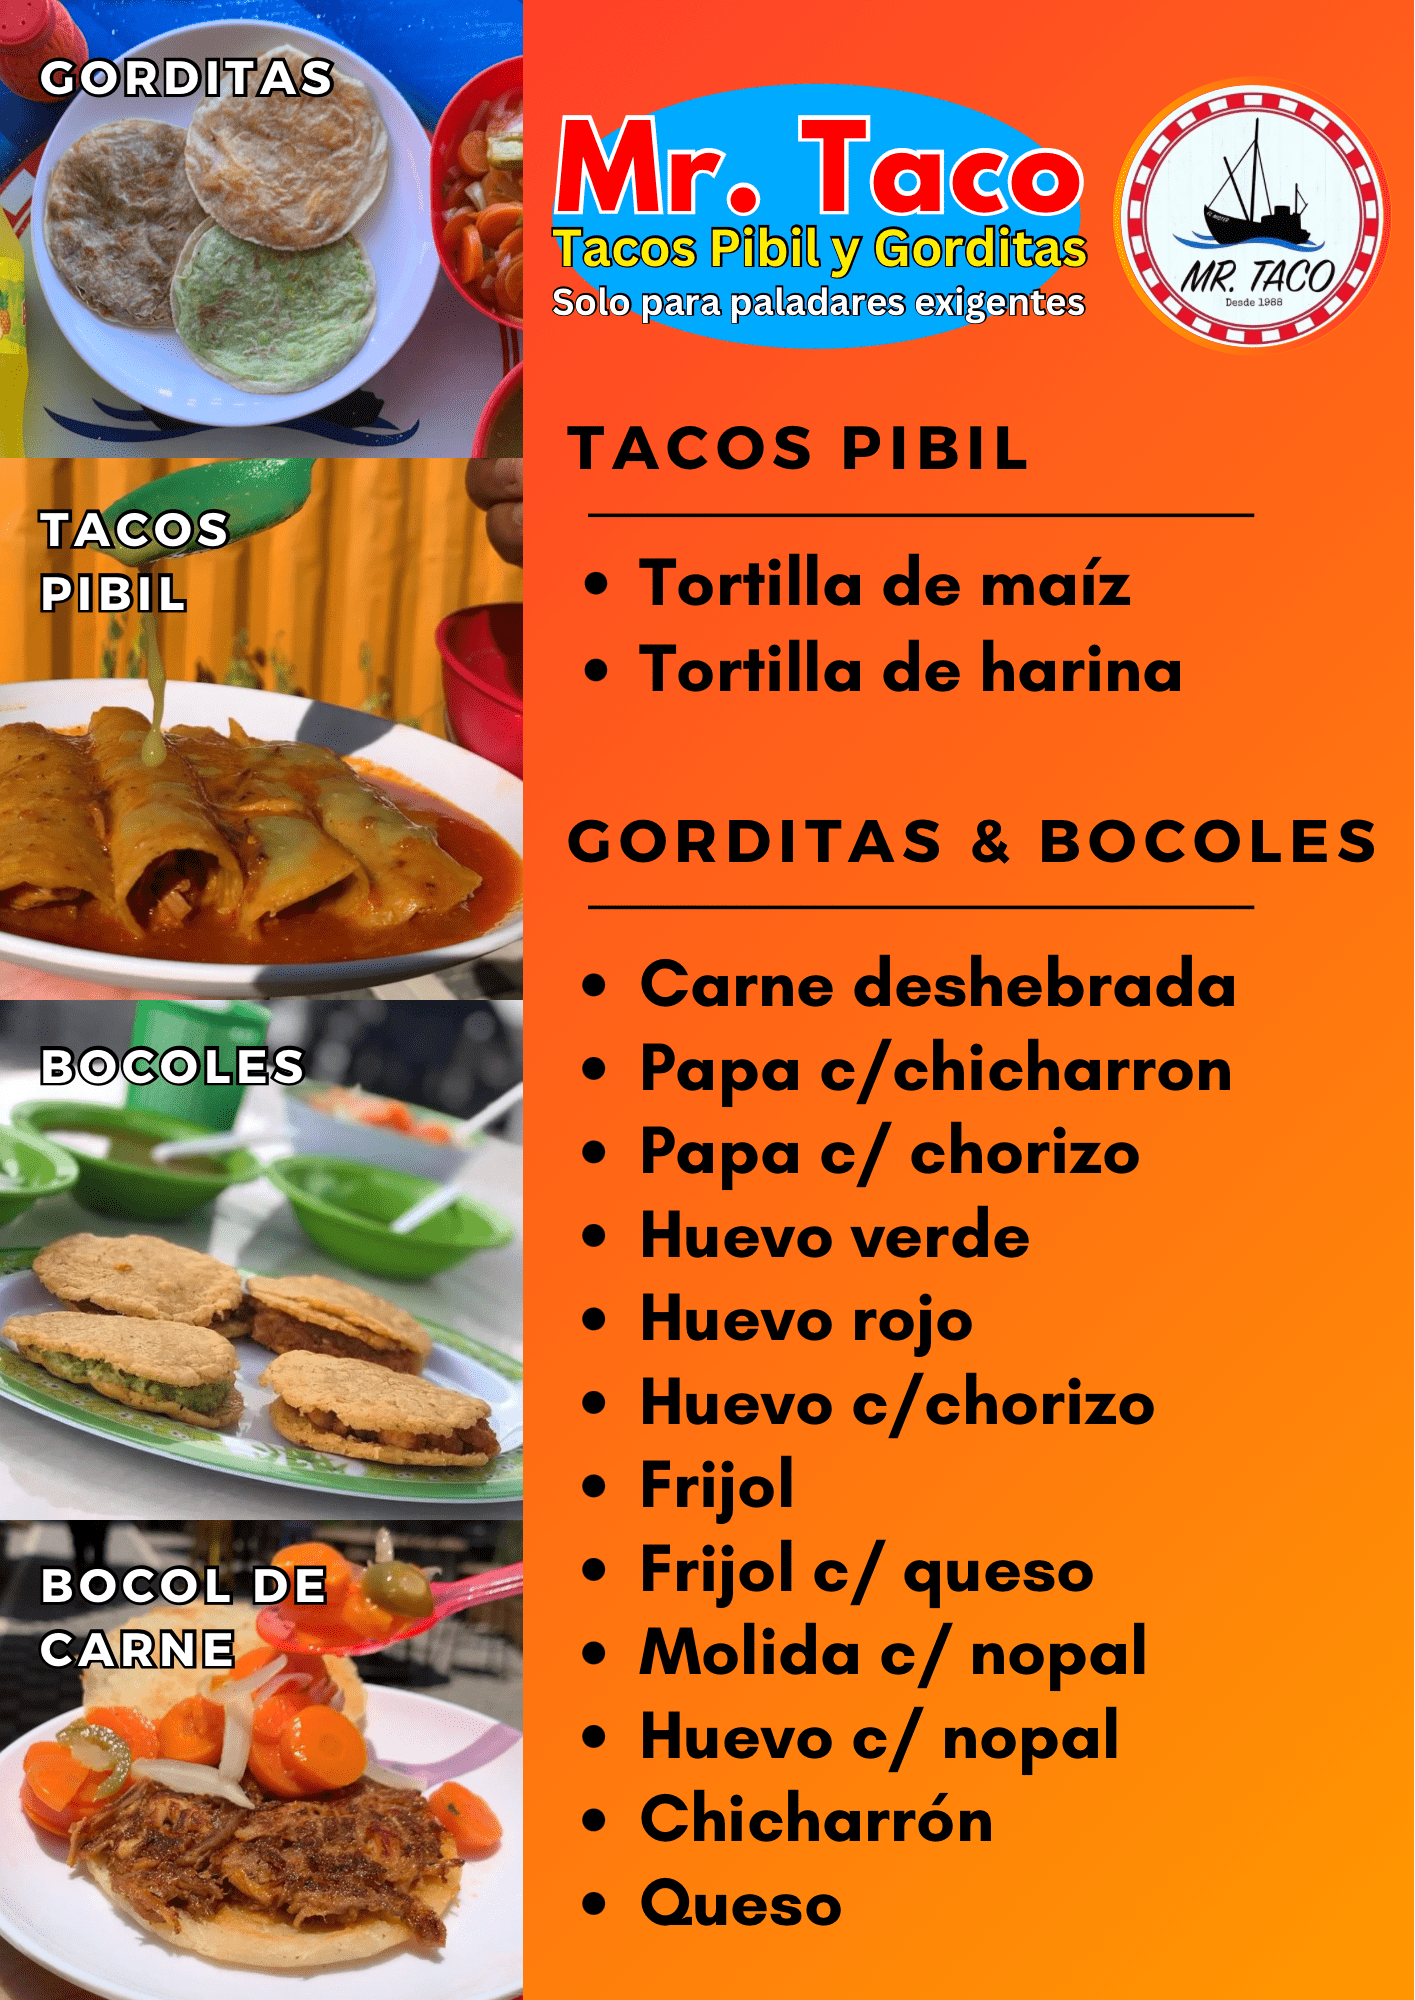 GORDITAS
TACOS
PIBIL
BOCOLES
BOCOL DE
CARNE
Mr. Taco
Tacos Pibil y Gorditas
Solo para paladares exigentes
MR. TACO
Desde 1988
TACOS PIBIL
• Tortilla de maíz
• Tortilla de harina
GORDITAS & BOCOLES
• Carne deshebrada
• Papa c/chicharron
• Papa c/ chorizo
• Huevo verde
• Huevo rojo
• Huevo c/chorizo
• Frijol
• Frijol c/ queso
• Molida c/ nopal
• Huevo c/ nopal
• Chicharrón
• Queso